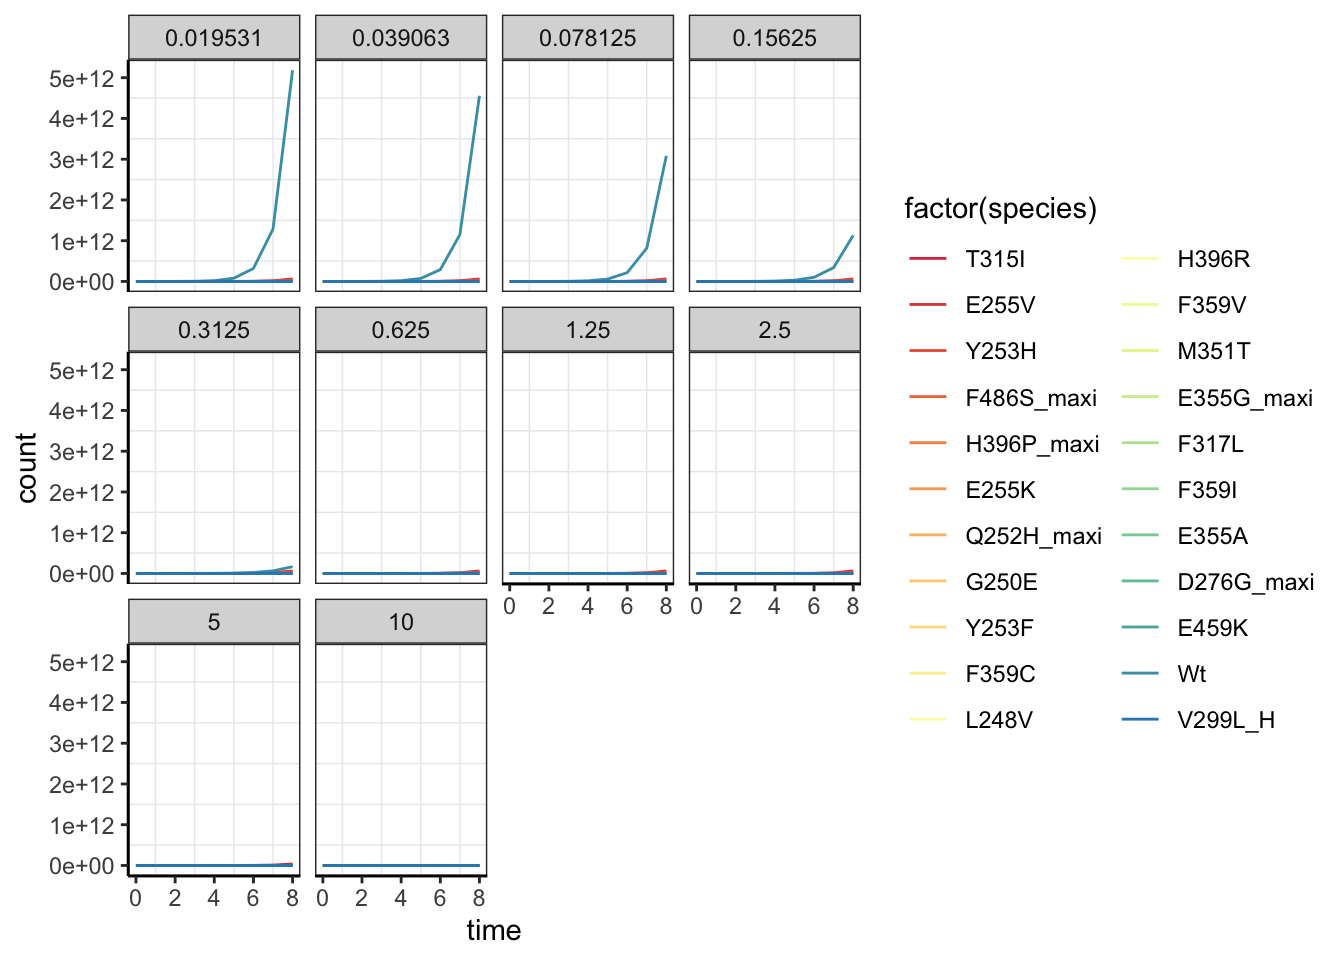 0.019531 0.039063 0.078125 0.15625
5e+12
4e+12
3e+12
2e+12
1e+12
0e+00
0.3125 0.625 1.25 2.5
5e+12
4e+12
3e+12
2e+12
1e+12
0e+00
0 2 4 6 8 0 2 4 6 8
5 10
5e+12
4e+12
3e+12
2e+12
1e+12
0e+00
0 2 4 6 8 0 2 4 6 8
time
count
factor(species)
T315I H396R
E255V F359V
Y253H M351T
F486S_maxi E355G_maxi
H396P_maxi F317L
E255K F359I
Q252H_maxi E355A
G250E D276G_maxi
Y253F E459K
F359C Wt
L248V V299L_H